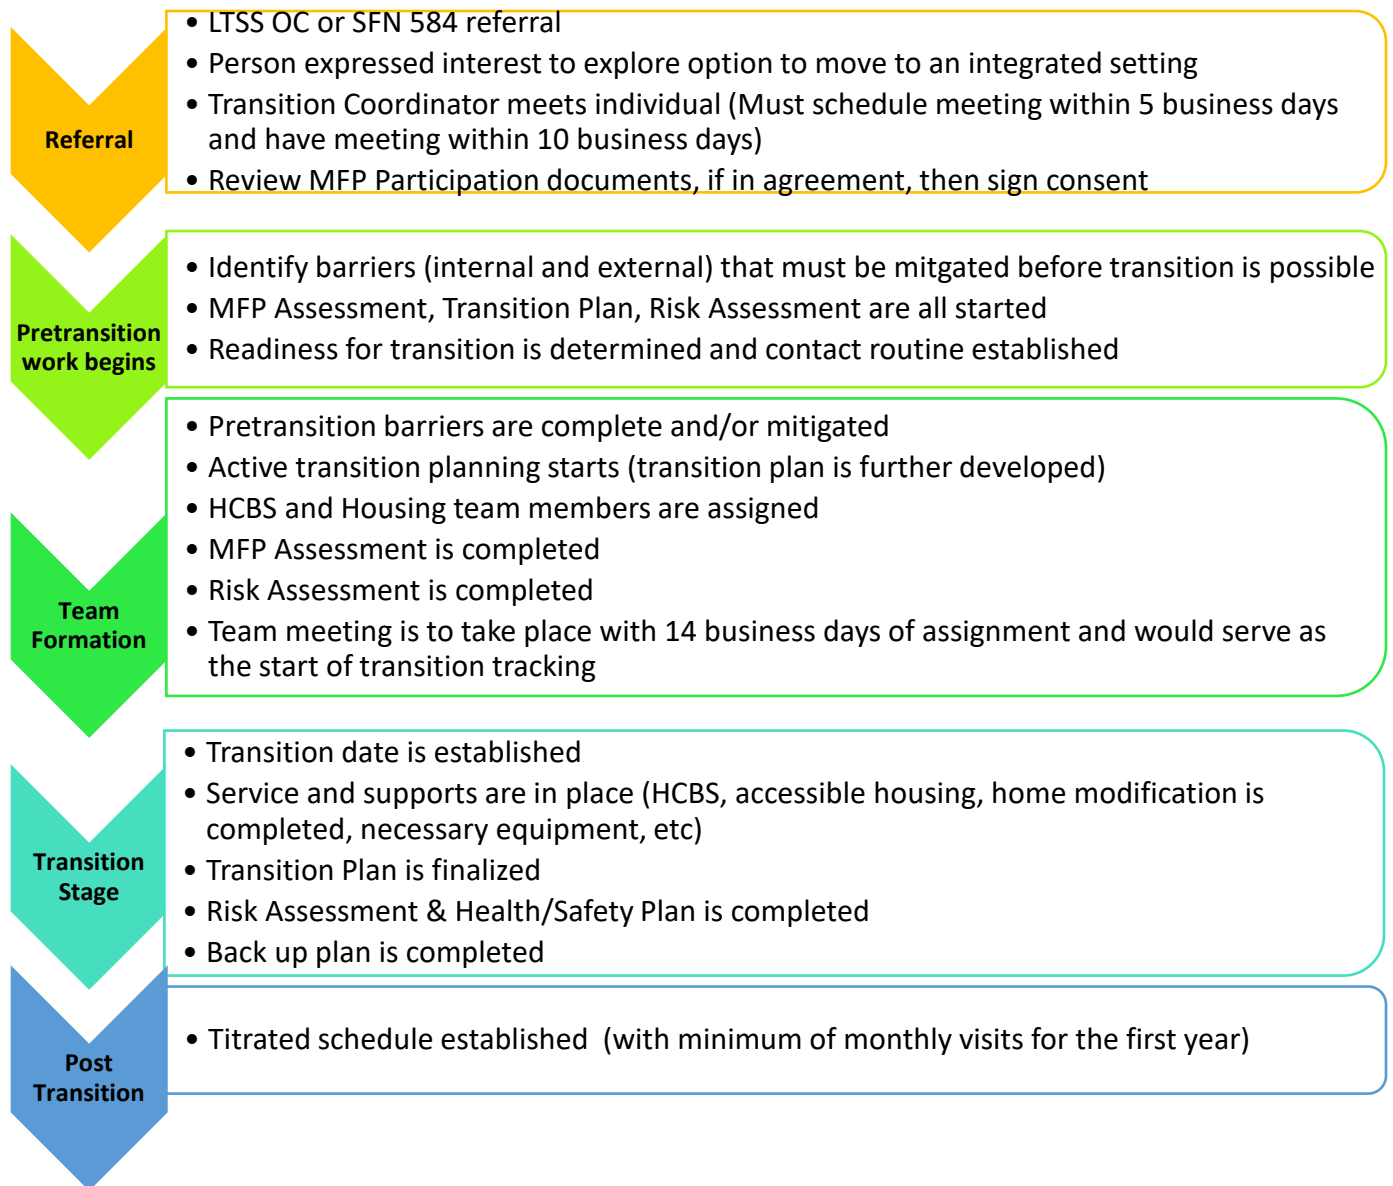 Referral
• LTSS OC or SFN 584 referral
• Person expressed interest to explore option to move to an integrated setting
• Transition Coordinator meets individual (Must schedule meeting within 5 business days
and have meeting within 10 business days)
• Review MFP Participation documents, if in agreement, then sign consent
Pretransition
work begins
• Identify barriers (internal and external) that must be mitgated before transition is possible
• MFP Assessment, Transition Plan, Risk Assessment are all started
• Readiness for transition is determined and contact routine established
Team
Formation
• Pretransition barriers are complete and/or mitigated
• Active transition planning starts (transition plan is further developed)
• HCBS and Housing team members are assigned
• MFP Assessment is completed
• Risk Assessment is completed
• Team meeting is to take place with 14 business days of assignment and would serve as
the start of transition tracking
Transition
Stage
• Transition date is established
• Service and supports are in place (HCBS, accessible housing, home modification is
completed, necessary equipment, etc)
• Transition Plan is finalized
• Risk Assessment & Health/Safety Plan is completed
• Back up plan is completed
Post
Transition
• Titrated schedule established  (with minimum of monthly visits for the first year)